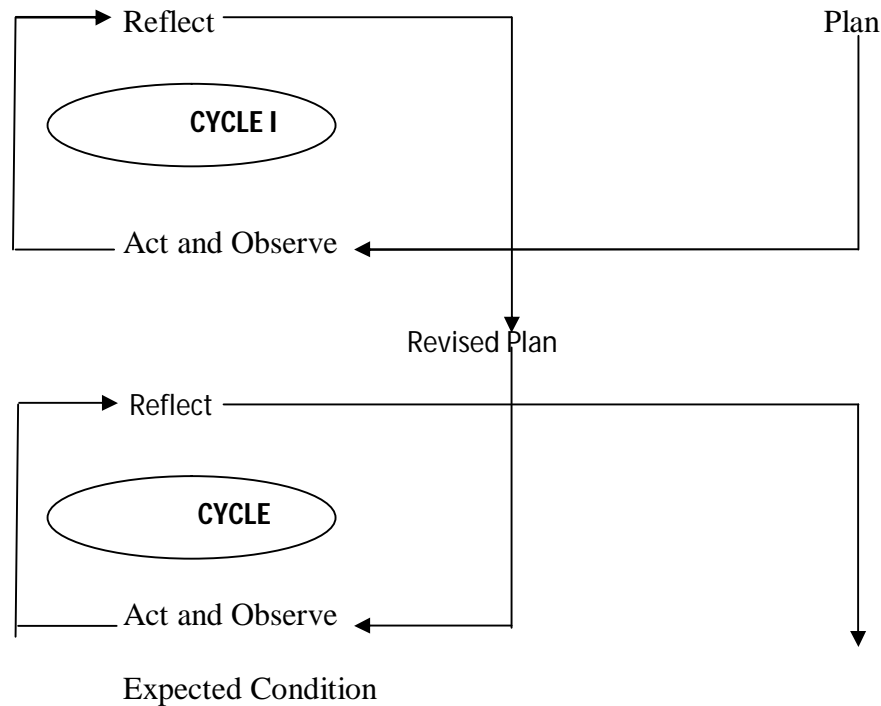 Reflect Plan
CYCLE I
Act and Observe
Revised Plan
Reflect
CYCLE
Act and Observe
Expected Condition